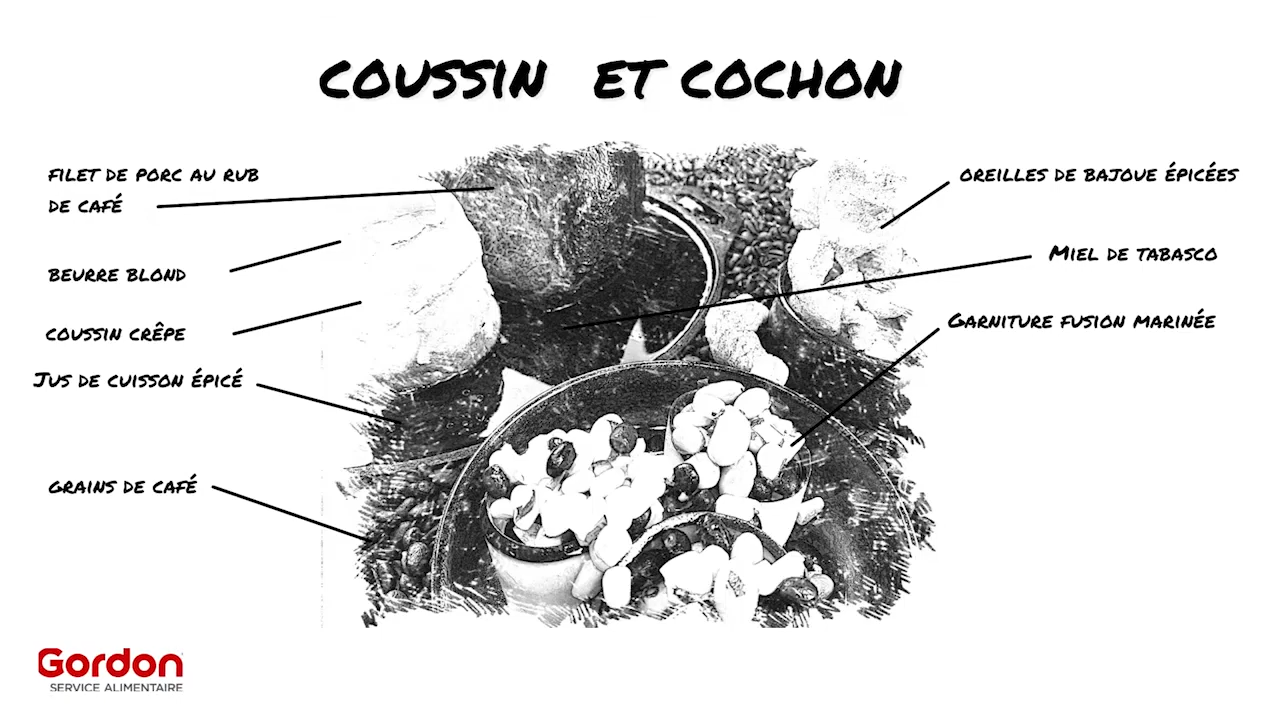 COUSSIN ET COCHON
FILET DE PORC AU RUB
DE CAFÉ
BEURRE BLOND
COUSSIN CRÊPE
JUS DE CUISSON ÉPICÉ
GRAINS DE CAFÉ
OREILLES DE BAJOUE ÉPICÉES
MIEL DE TABASCO
GARNITURE FUSION MARINÉE
Gordon
SERVICE ALIMENTAIRE